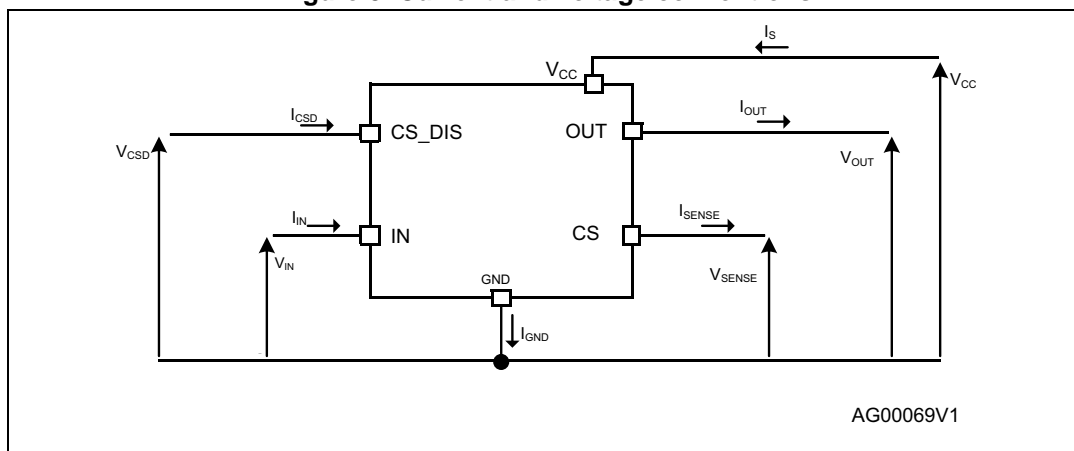 I_S
V_CC
V_CC
I_CSD
I_OUT
CS_DIS
OUT
V_CSD
V_OUT
I_IN
I_SENSE
IN
CS
V_IN
V_SENSE
GND
I_GND
AG00069V1